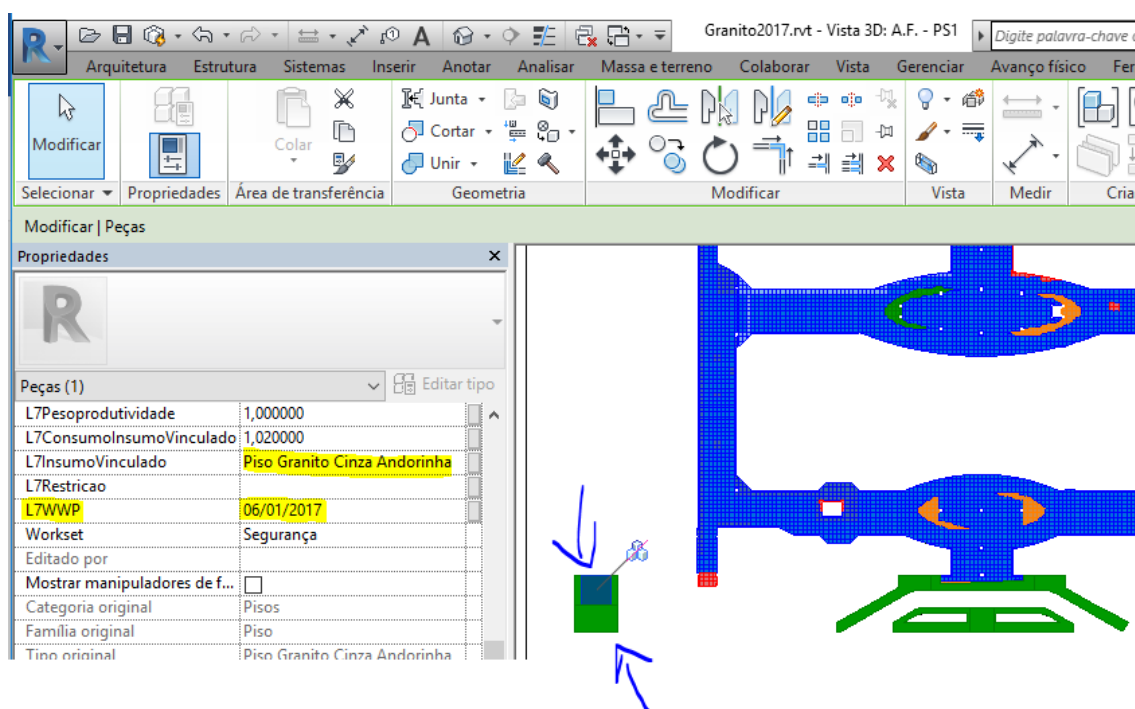 R
A
Granito2017.rvt - Vista 3D: A.F. - PS1
Digite palavra-chave
Arquitetura Estrutura Sistemas Inserir Anotar Analisar Massa e terreno Colaborar Vista Gerenciar Avanço físico
Modificar
Colar
Junta
Cortar
Unir
Selecionar Propriedades Área de transferência Geometria Modificar Vista Medir
Modificar | Peças
Propriedades
R
Peças (1)
Editar tipo
L7Pesoprodutividade 1,000000
L7ConsumoInsumoVinculado 1,020000
L7InsumoVinculado Piso Granito Cinza Andorinha
L7Restricao
L7WWP 06/01/2017
Workset Segurança
Editado por
Mostrar manipuladores de f...
Categoria original Pisos
Família original Piso
Tipo original Piso Granito Cinza Andorinha